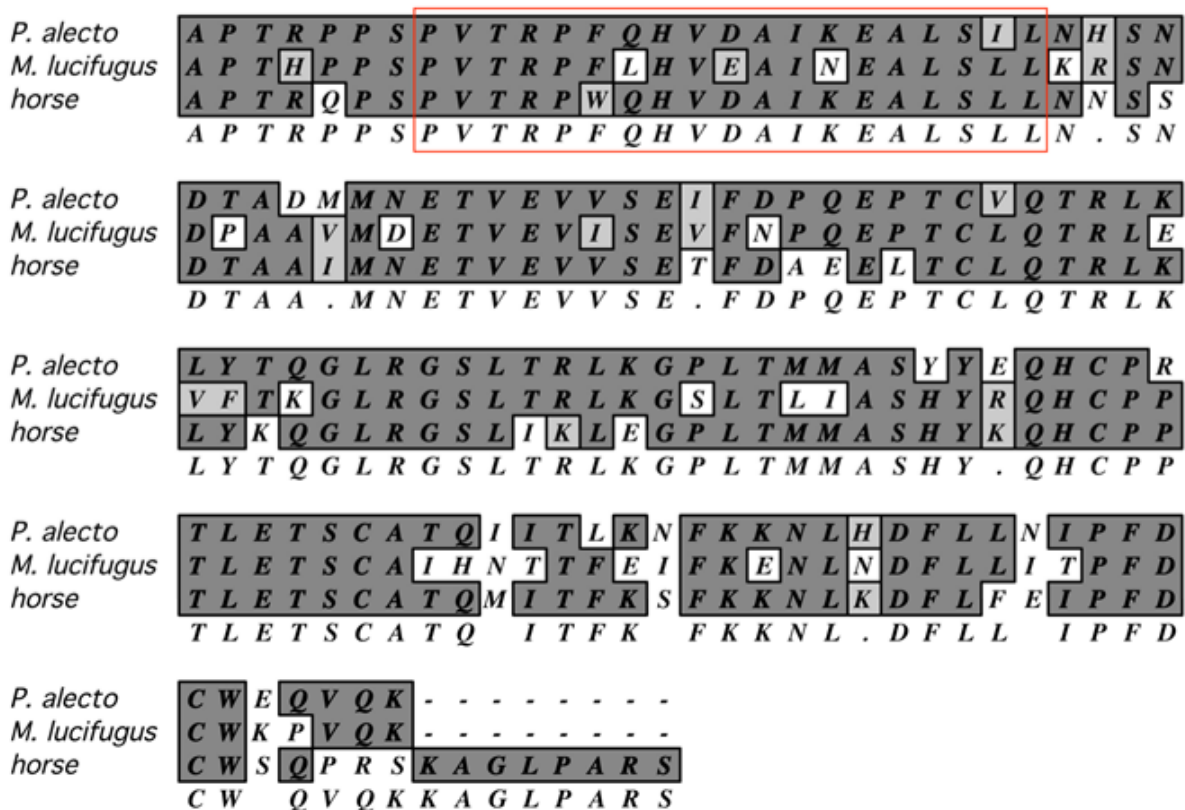 P. alecto A P T R P P S P V T R P F Q H V D A I K E A L S I L N H S N
M. lucifugus A P T H P P S P V T R P F L H V E A I N E A L S L L K R S N
horse A P T R Q P S P V T R P W Q H V D A I K E A L S L L N N S S
A P T R P P S P V T R P F Q H V D A I K E A L S L L N . S N
P. alecto D T A D M M N E T V E V V S E I F D P Q E P T C V Q T R L K
M. lucifugus D P A A V M D E T V E V I S E V F N P Q E P T C L Q T R L E
horse D T A A I M N E T V E V V S E T F D A E E L T C L Q T R L K
D T A A . M N E T V E V V S E . F D P Q E P T C L Q T R L K
P. alecto L Y T Q G L R G S L T R L K G P L T M M A S Y Y E Q H C P R
M. lucifugus V F T K G L R G S L T R L K G S L T L I A S H Y R Q H C P P
horse L Y K Q G L R G S L I K L E G P L T M M A S H Y K Q H C P P
L Y T Q G L R G S L T R L K G P L T M M A S H Y . Q H C P P
P. alecto T L E T S C A T Q I I T L K N F K K N L H D F L L N I P F D
M. lucifugus T L E T S C A I H N T T F E I F K E N L N D F L L I T P F D
horse T L E T S C A T Q M I T F K S F K K N L K D F L F E I P F D
T L E T S C A T Q I T F K F K K N L . D F L L I P F D
P. alecto C W E Q V Q K - - - - - - - -
M. lucifugus C W K P V Q K - - - - - - - -
horse C W S Q P R S K A G L P A R S
C W Q V Q K K A G L P A R S